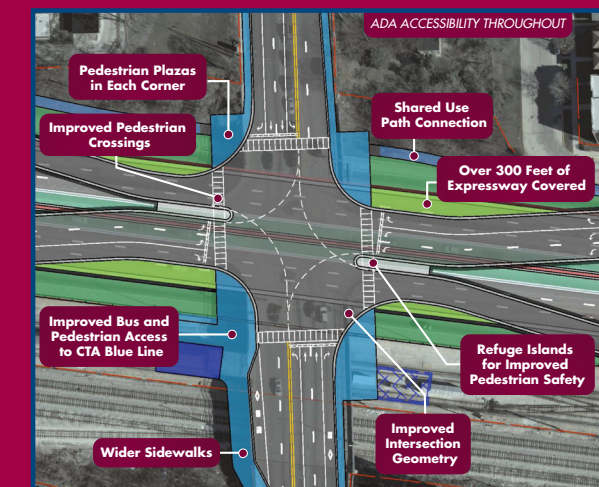 ADA ACCESSIBILITY THROUGHOUT
Pedestrian Plazas
in Each Corner
Shared Use
Path Connection
Improved Pedestrian
Crossings
Over 300 Feet of
Expressway Covered
Improved Bus and
Pedestrian Access
to CTA Blue Line
Refuge Islands
for Improved
Pedestrian Safety
Improved
Intersection
Geometry
Wider Sidewalks